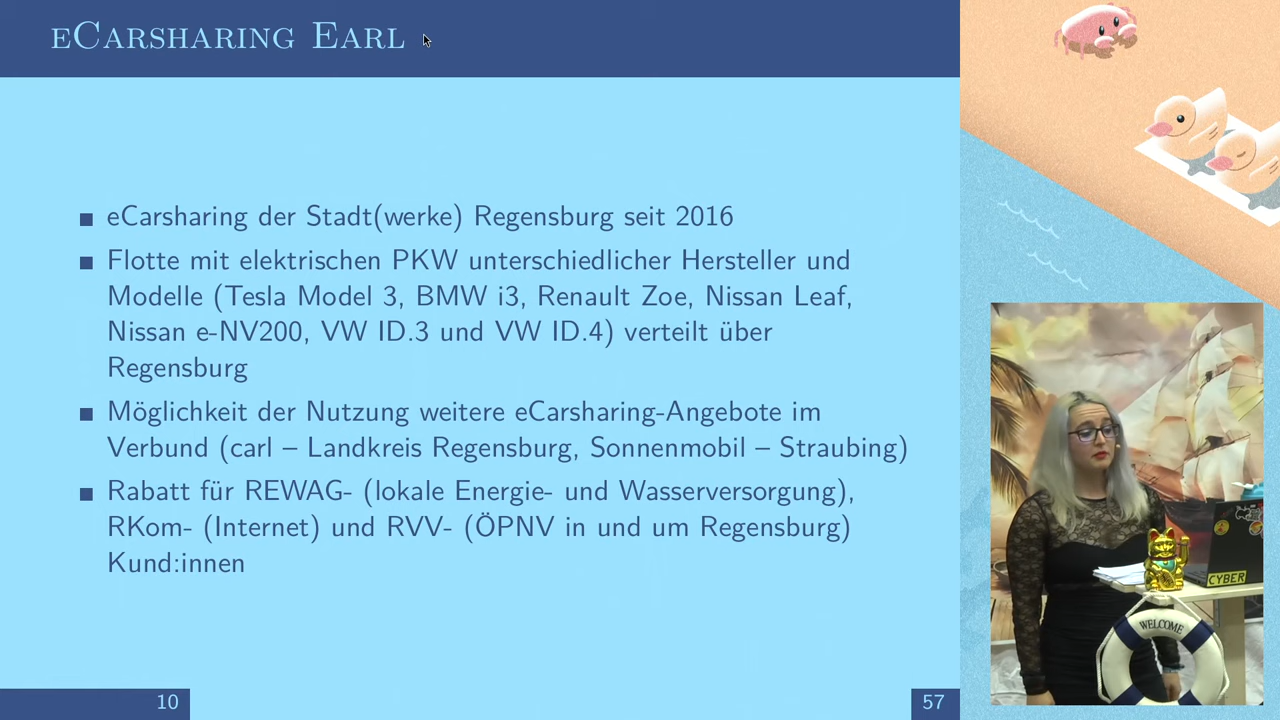 eCarsharing Earl
eCarsharing der Stadt(werke) Regensburg seit 2016
Flotte mit elektrischen PKW unterschiedlicher Hersteller und
Modelle (Tesla Model 3, BMW i3, Renault Zoe, Nissan Leaf,
Nissan e-NV200, VW ID.3 und VW ID.4) verteilt über
Regensburg
Möglichkeit der Nutzung weitere eCarsharing-Angebote im
Verbund (carl – Landkreis Regensburg, Sonnenmobil – Straubing)
Rabatt für REWAG- (lokale Energie- und Wasserversorgung),
RKom- (Internet) und RVV- (ÖPNV in und um Regensburg)
Kund:innen
10
57
CYBER
WELCOME